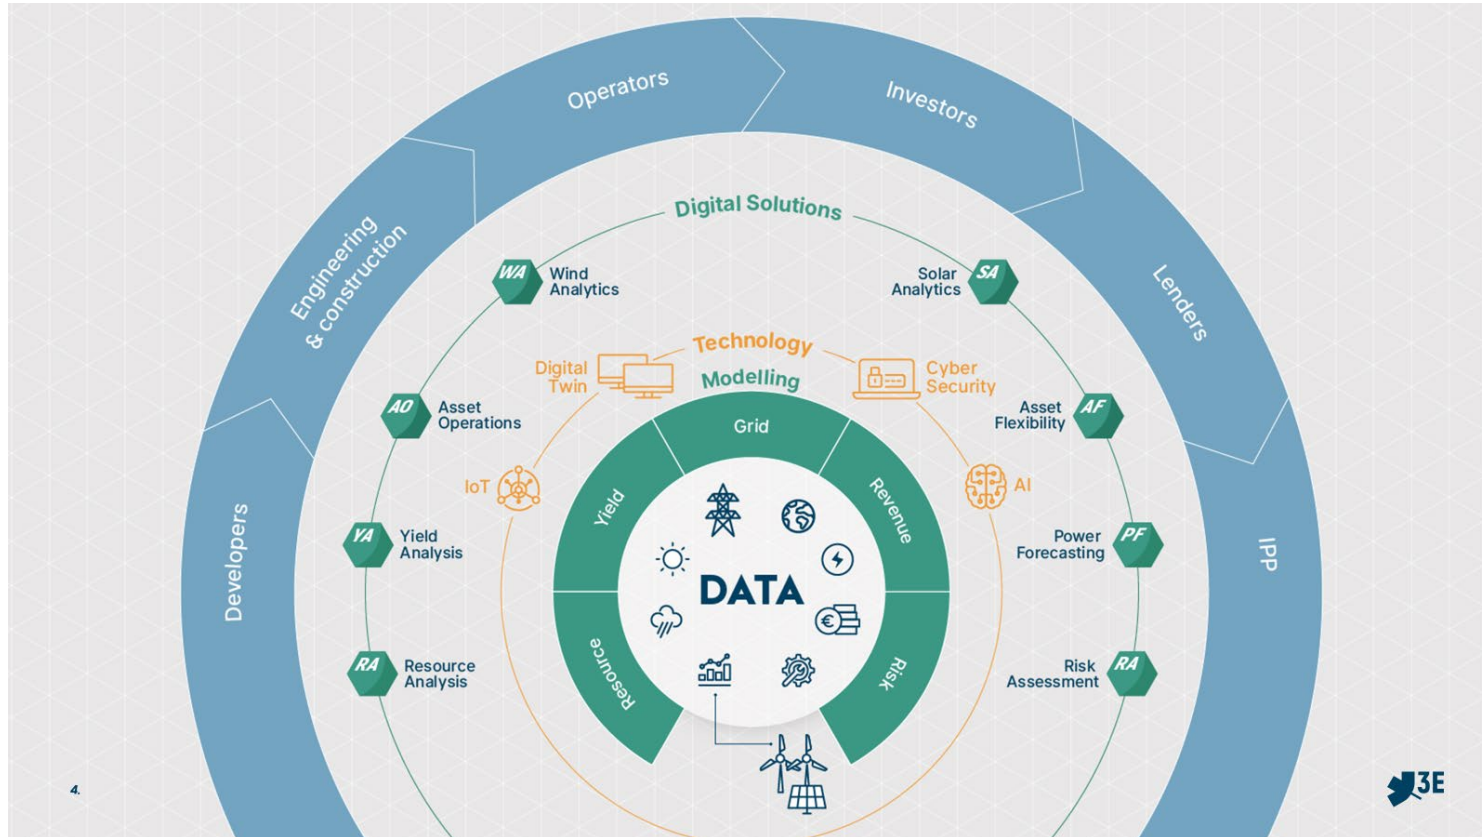 Operators
Investors
Engineering
& construction
Lenders
Developers
IPP
Digital Solutions
WA
Wind
Analytics
Solar
Analytics
SA
Technology
Digital
Twin
Cyber
Security
Modelling
AO
Asset
Operations
Asset
Flexibility
AF
IoT
AI
Grid
Yield
Revenue
Resource
Risk
YA
Yield
Analysis
Power
Forecasting
PF
DATA
€
RA
Resource
Analysis
Risk
Assessment
RA
4.
3E